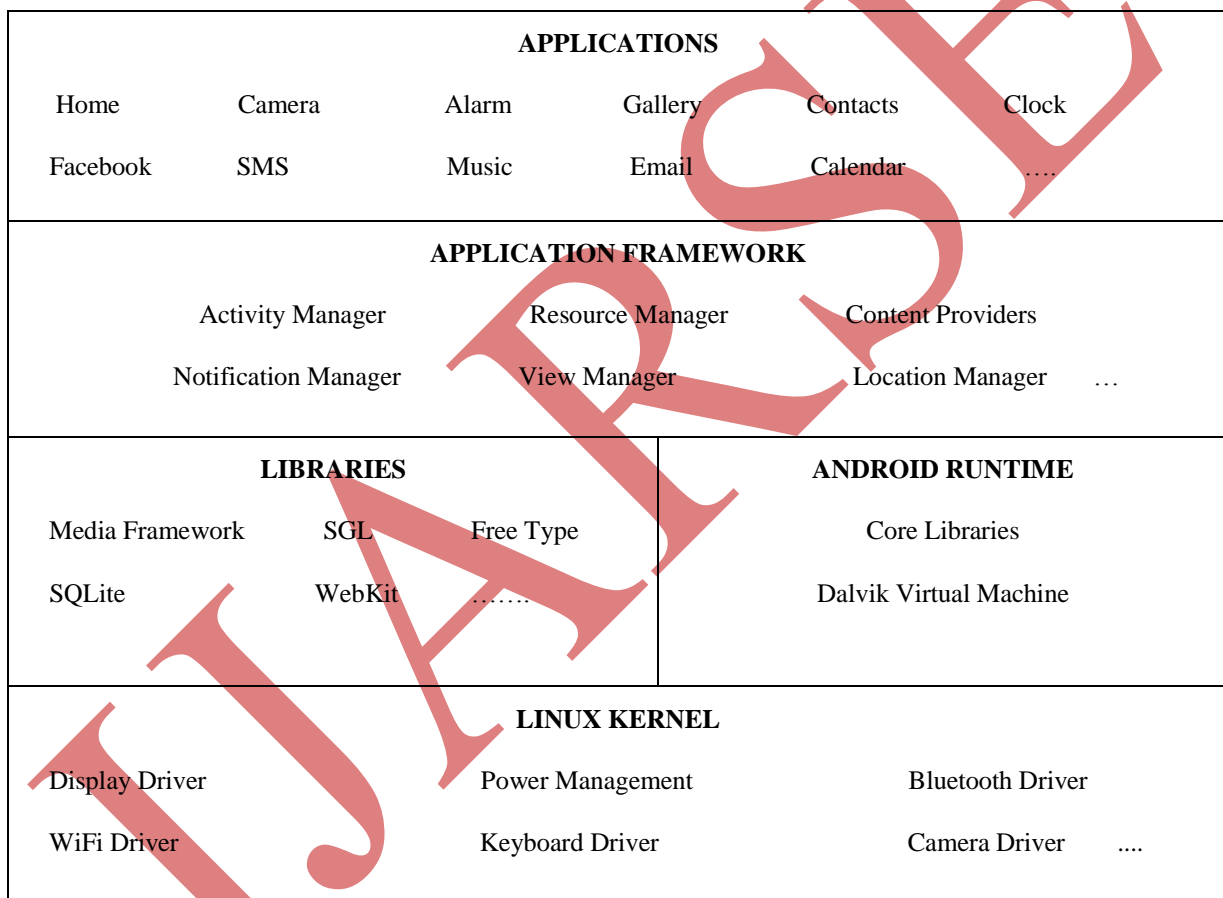 APPLICATIONS
Home Camera Alarm Gallery Contacts Clock
Facebook SMS Music Email Calendar ….
APPLICATION FRAMEWORK
Activity Manager Resource Manager Content Providers
Notification Manager View Manager Location Manager …
LIBRARIES
Media Framework SGL Free Type
SQLite WebKit …….
ANDROID RUNTIME
Core Libraries
Dalvik Virtual Machine
LINUX KERNEL
Display Driver Power Management Bluetooth Driver
WiFi Driver Keyboard Driver Camera Driver ....
IJARSE